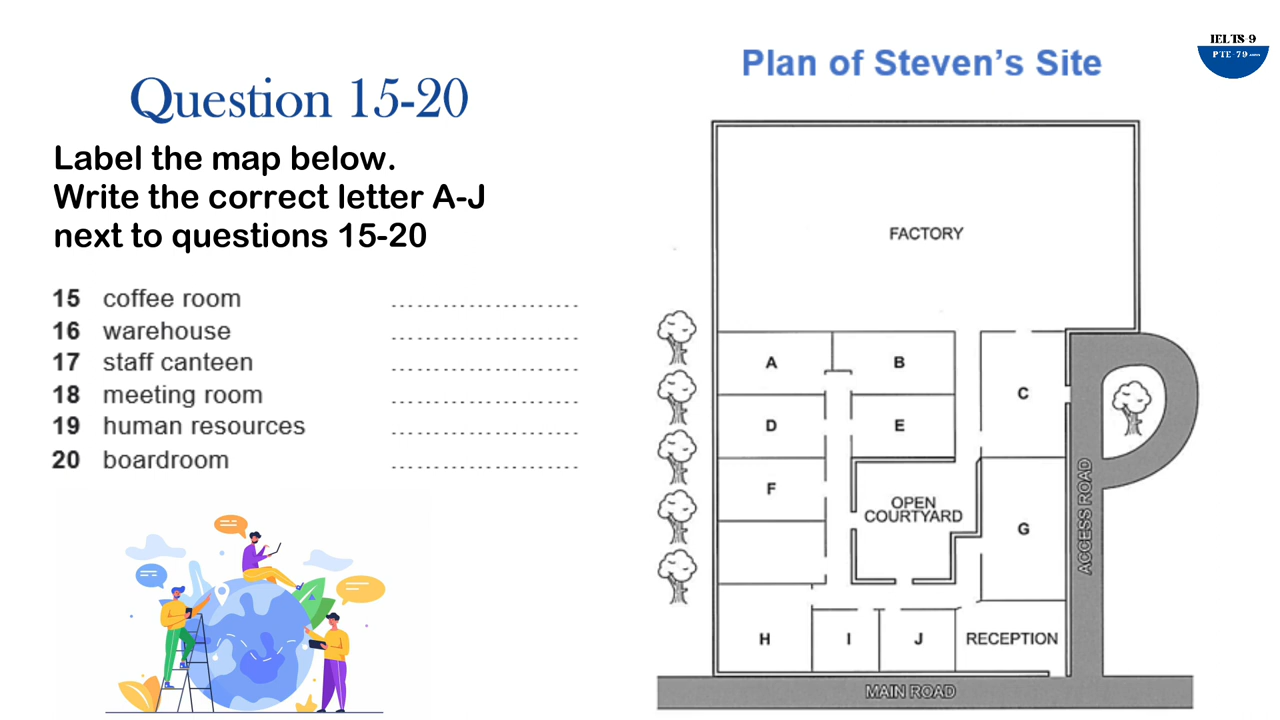 Question 15-20
Label the map below.
Write the correct letter A-J
next to questions 15-20
15 coffee room ........................
16 warehouse ........................
17 staff canteen ........................
18 meeting room ........................
19 human resources ........................
20 boardroom ........................
IELTS-9
PTE-79.com
Plan of Steven's Site
FACTORY
A
B
C
D
E
F
OPEN
COURTYARD
G
ACCESS ROAD
H
I
J
RECEPTION
MAIN ROAD